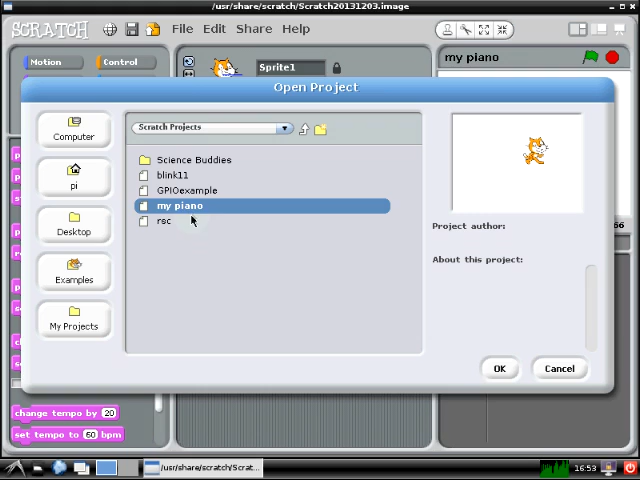 /usr/share/scratch/Scratch20131203.image
SCRATCH File Edit Share Help
Motion Control
Sprite1
my piano
Open Project
Computer
pi
Desktop
Examples
My Projects
Scratch Projects
Science Buddies
blink11
GPIOexample
my piano
rsc
Project author:
About this project:
OK Cancel
change tempo by 20
set tempo to 60 bpm
/usr/share/scratch/Scrat...
16:53